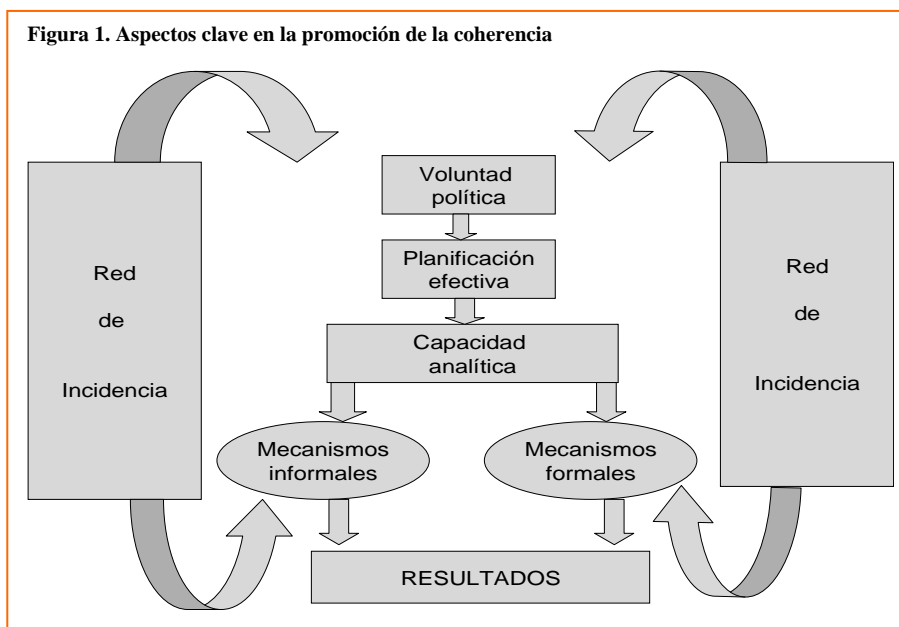 Figura 1. Aspectos clave en la promoción de la coherencia
Voluntad
política
Planificación
efectiva
Capacidad
analítica
Red
de
Incidencia
Red
de
Incidencia
Mecanismos
informales
Mecanismos
formales
RESULTADOS